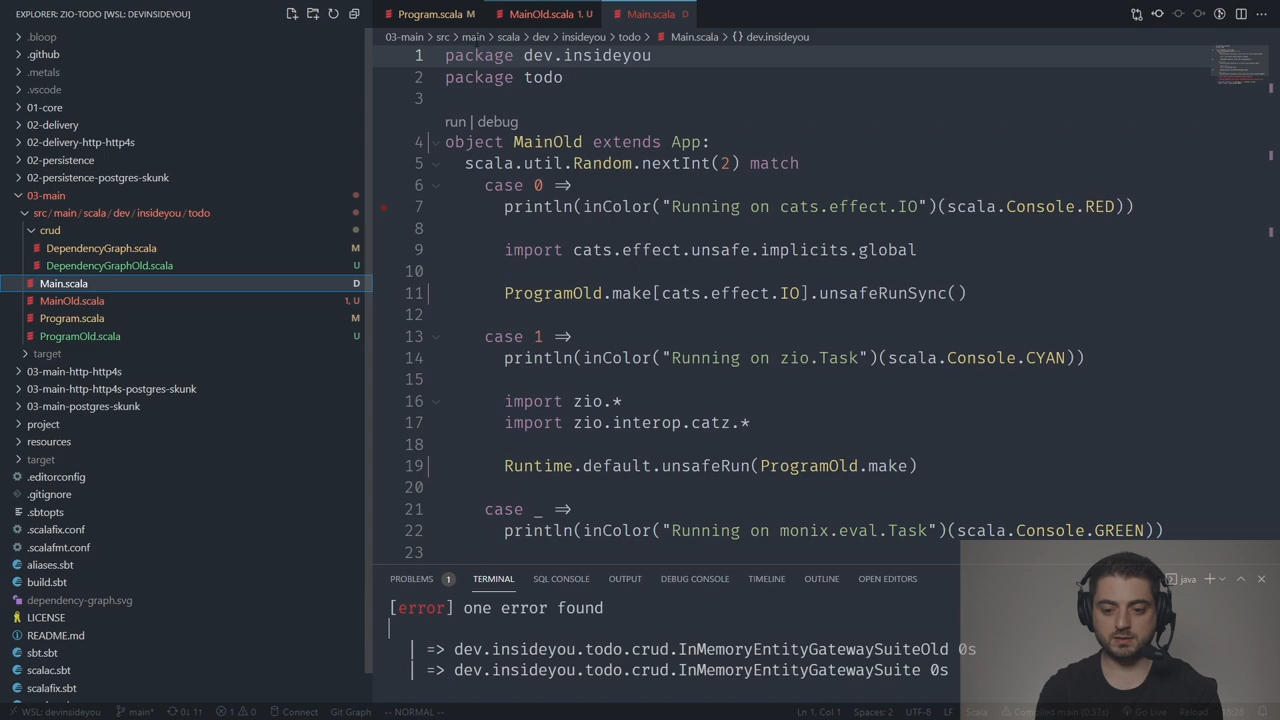 EXPLORER: ZIO-TODO [WSL: DEVINSIDEYOU]
.bloop
.github
.metals
.vscode
01-core
02-delivery
02-delivery-http-http4s
02-persistence
02-persistence-postgres-skunk
03-main
src/main/scala/dev/insideyou/todo
crud
DependencyGraph.scala M
DependencyGraphOld.scala U
Main.scala D
MainOld.scala 1, U
Program.scala M
ProgramOld.scala U
target
03-main-http-http4s
03-main-http-http4s-postgres-skunk
03-main-postgres-skunk
project
resources
target
.editorconfig
.gitignore
.sbtopts
.scalafix.conf
.scalafmt.conf
aliases.sbt
build.sbt
dependency-graph.svg
LICENSE
README.md
sbt.sbt
scalac.sbt
scalafix.sbt
Program.scala M MainOld.scala 1, U Main.scala D
03-main > src > main > scala > dev > insideyou > todo > Main.scala > {} dev.insideyou
1 package dev.insideyou
2 package todo
3
run | debug
4 object MainOld extends App:
5 scala.util.Random.nextInt(2) match
6 case 0 =>
7 println(inColor("Running on cats.effect.IO")(scala.Console.RED))
8
9 import cats.effect.unsafe.implicits.global
10
11 ProgramOld.make[cats.effect.IO].unsafeRunSync()
12
13 case 1 =>
14 println(inColor("Running on zio.Task")(scala.Console.CYAN))
15
16 import zio.*
17 import zio.interop.catz.*
18
19 Runtime.default.unsafeRun(ProgramOld.make)
20
21 case _ =>
22 println(inColor("Running on monix.eval.Task")(scala.Console.GREEN))
23
PROBLEMS 1 TERMINAL SQL CONSOLE OUTPUT DEBUG CONSOLE TIMELINE OUTLINE OPEN EDITORS java
[error] one error found
| => dev.insideyou.todo.crud.InMemoryEntityGatewaySuiteOld 0s
| => dev.insideyou.todo.crud.InMemoryEntityGatewaySuite 0s
WSL: devinsideyou main* 0↓ 11↑ 1 0 Connect Git Graph -- NORMAL -- Ln 1, Col 1 Spaces: 2 UTF-8 LF Scala Compiled main (0.57s) Go Live Reload